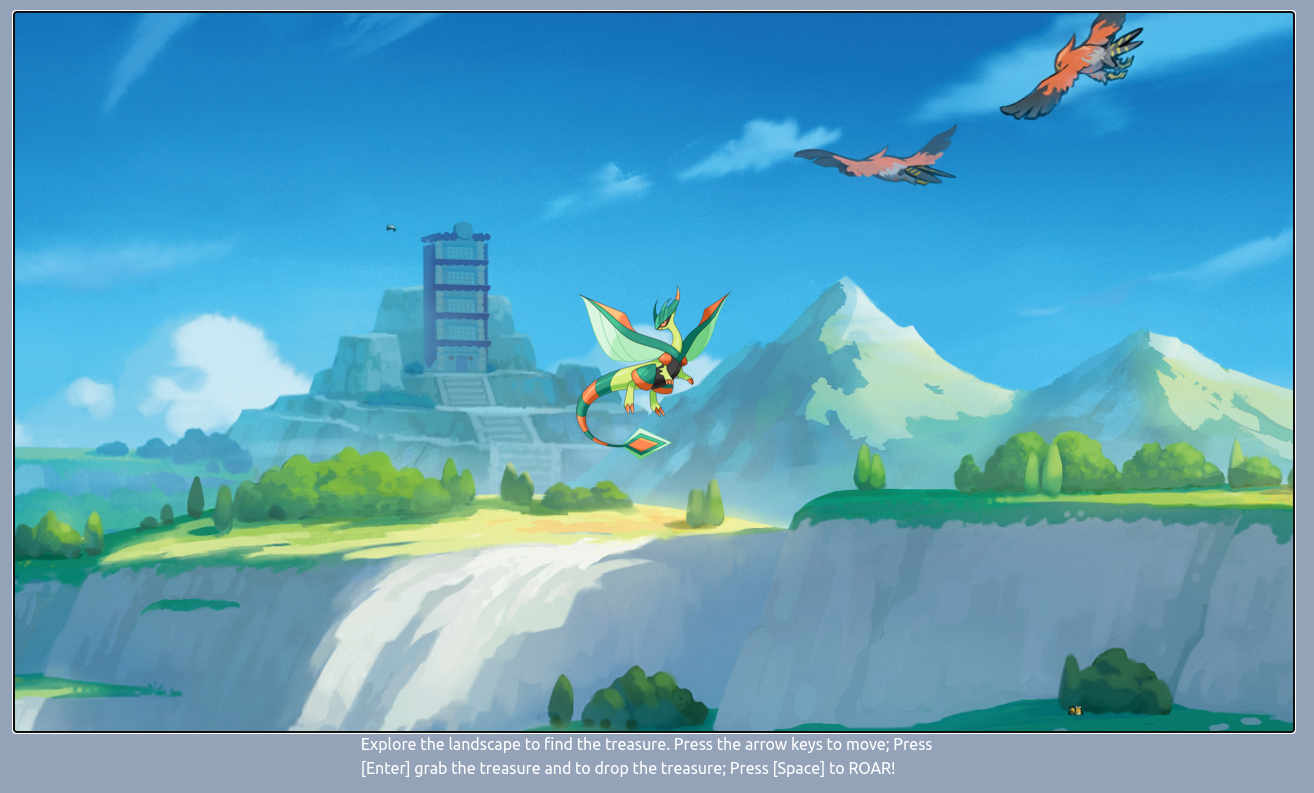 Explore the landscape to find the treasure. Press the arrow keys to move; Press
[Enter] grab the treasure and to drop the treasure; Press [Space] to ROAR!